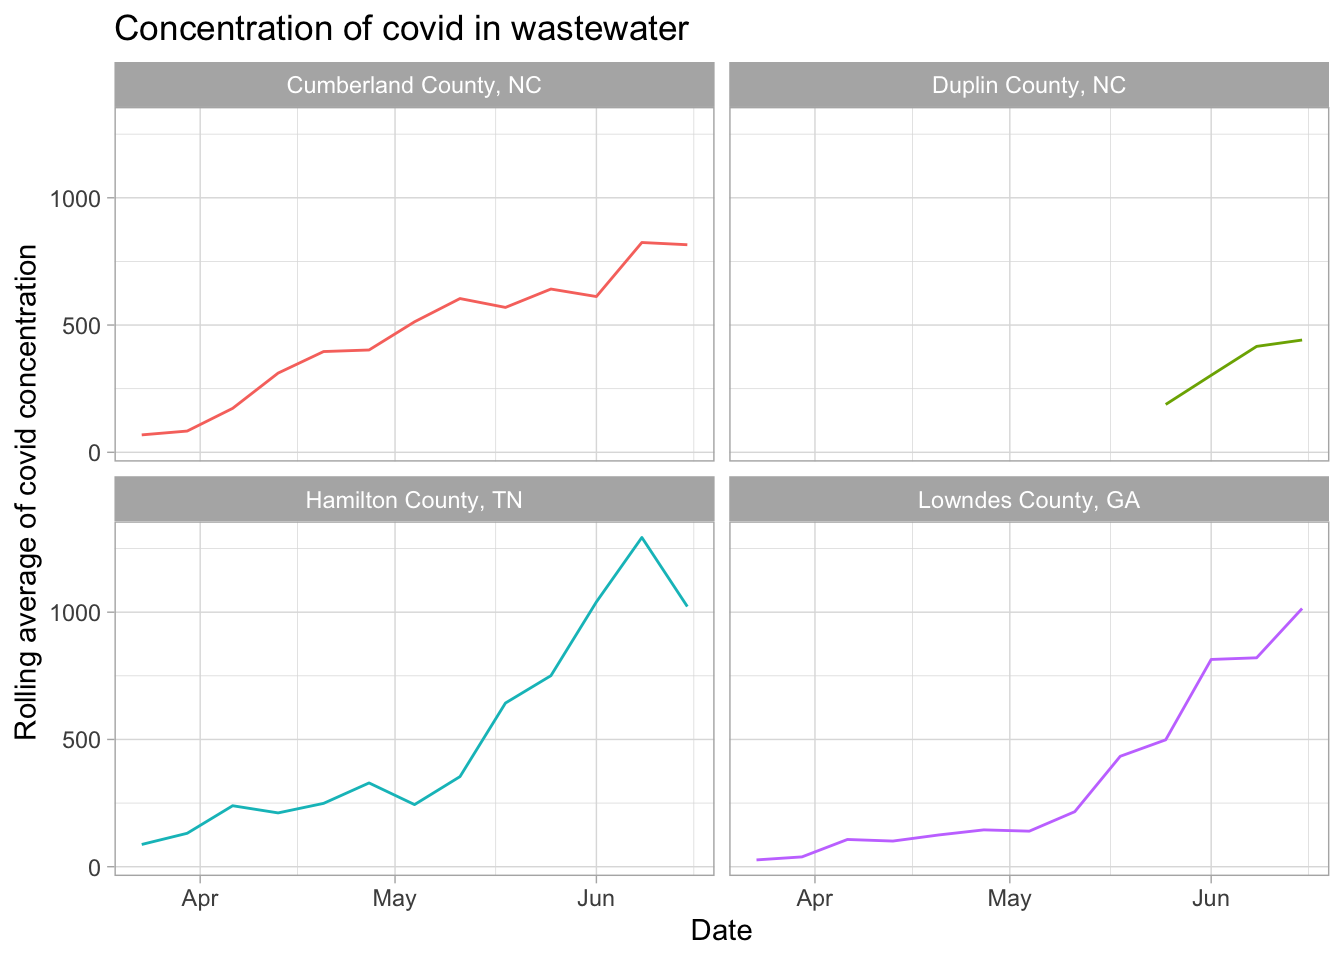 Concentration of covid in wastewater
Cumberland County, NC
Duplin County, NC
1000
500
0
Hamilton County, TN
Lowndes County, GA
1000
500
0
Apr May Jun
Apr May Jun
Date
Rolling average of covid concentration